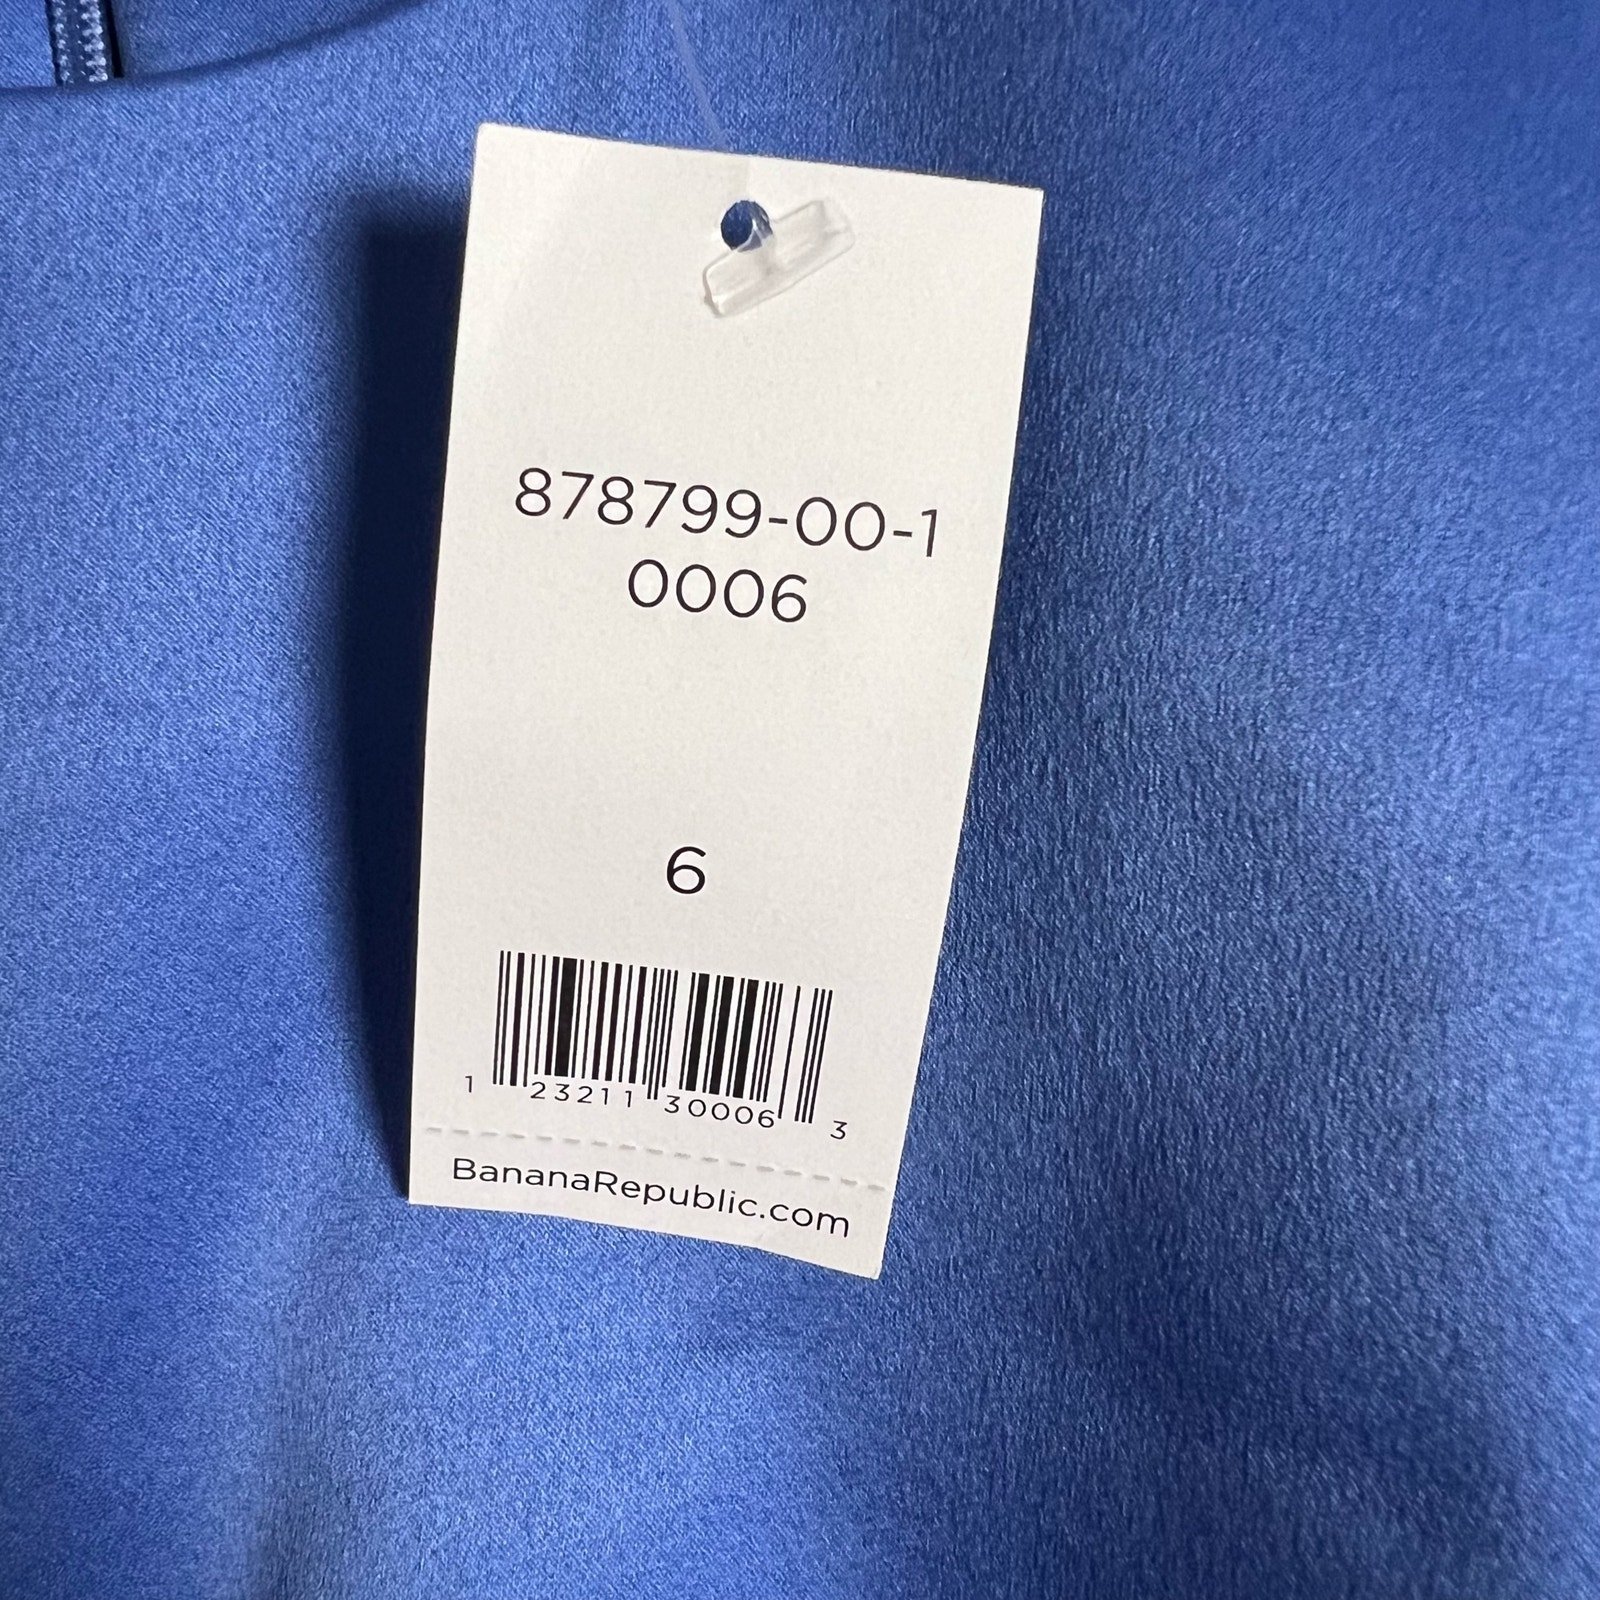 878799-00-1
0006
6
1 23211 30006 3
BananaRepublic.com